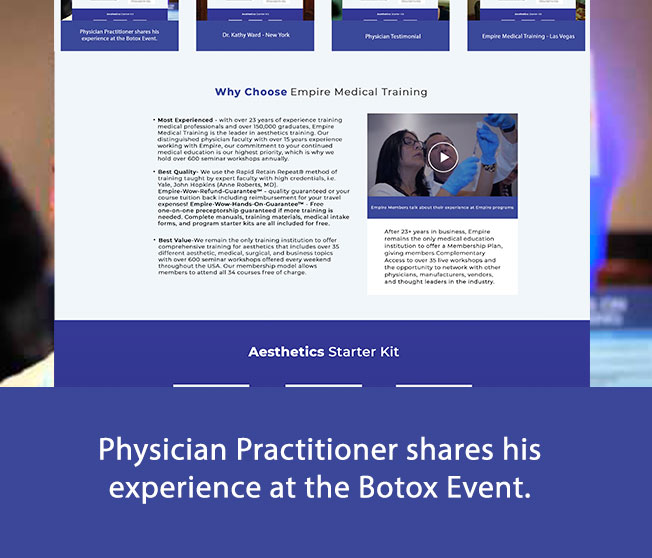 Aesthetics Starter Kit
Physician Practitioner shares his
experience at the Botox Event.
Dr. Kathy Ward - New York
Physician Testimonial
Empire Medical Training - Las Vegas
Why Choose Empire Medical Training
• Most Experienced - with over 23 years of experience training
medical professionals and over 150,000 graduates, Empire
Medical Training is the leader in aesthetics training. Our
distinguished physician faculty with over 15 years experience
working with Empire, our commitment to your continued
medical education is our highest priority, which is why we
hold over 600 seminar workshops annually.
• Best Quality- We use the Rapid Retain Repeat® method of
training taught by expert faculty with high credentials, i.e.
Yale, John Hopkins (Anne Roberts, MD).
Empire-Wow-Refund-Guarantee™ - quality guaranteed or your
course tuition back including reimbursement for your travel
expenses! Empire-Wow-Hands-On-Guarantee™ - Free
one-on-one preceptorship guaranteed if more training is
needed. Complete manuals, training materials, medical intake
forms, and program starter kits are all included for free.
• Best Value-We remain the only training institution to offer
comprehensive training for aesthetics that includes over 35
different aesthetic, medical, surgical, and business topics
with over 600 seminar workshops offered every weekend
throughout the USA. Our membership model allows
members to attend all 34 courses free of charge.
Empire Members talk about their experience at Empire programs
After 23+ years in business, Empire
remains the only medical education
institution to offer a Membership Plan,
giving members Complementary
Access to over 35 live workshops and
the opportunity to network with other
physicians, manufacturers, vendors,
and thought leaders in the industry.
Aesthetics Starter Kit
Physician Practitioner shares his
experience at the Botox Event.